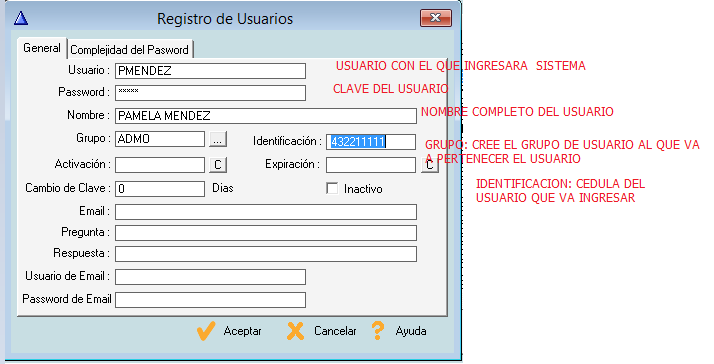 Registro de Usuarios
General Complejidad del Pasword
Usuario : PMENDEZ
USUARIO CON EL QUE INGRESARA SISTEMA
Password : *****
CLAVE DEL USUARIO
Nombre : PAMELA MENDEZ
NOMBRE COMPLETO DEL USUARIO
Grupo : ADMO ... Identificación : 432211111
GRUPO: CREE EL GRUPO DE USUARIO AL QUE VA
A PERTENECER EL USUARIO
Activación : C Expiración : C
Cambio de Clave : 0 Dias Inactivo
IDENTIFICACION: CEDULA DEL
USUARIO QUE VA INGRESAR
Email :
Pregunta :
Respuesta :
Usuario de Email :
Password de Email
Aceptar Cancelar ? Ayuda